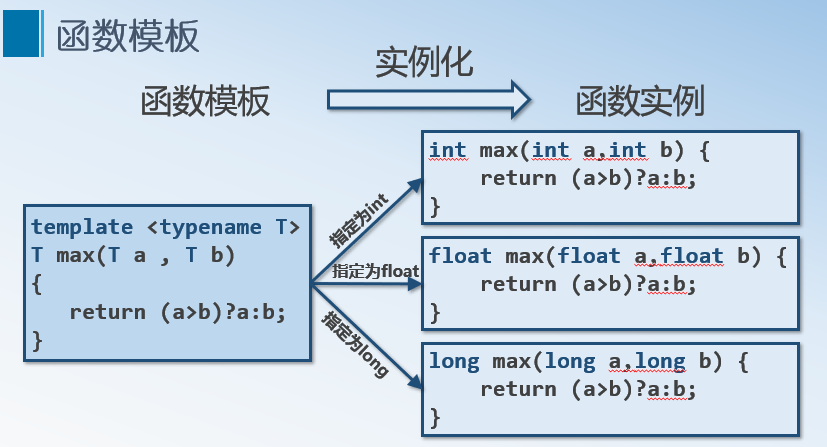 函数模板
实例化
函数模板
函数实例
template <typename T>
T max(T a , T b)
{
return (a>b)?a:b;
}
指定为int
指定为float
指定为long
int max(int a,int b) {
return (a>b)?a:b;
}
float max(float a,float b) {
return (a>b)?a:b;
}
long max(long a,long b) {
return (a>b)?a:b;
}